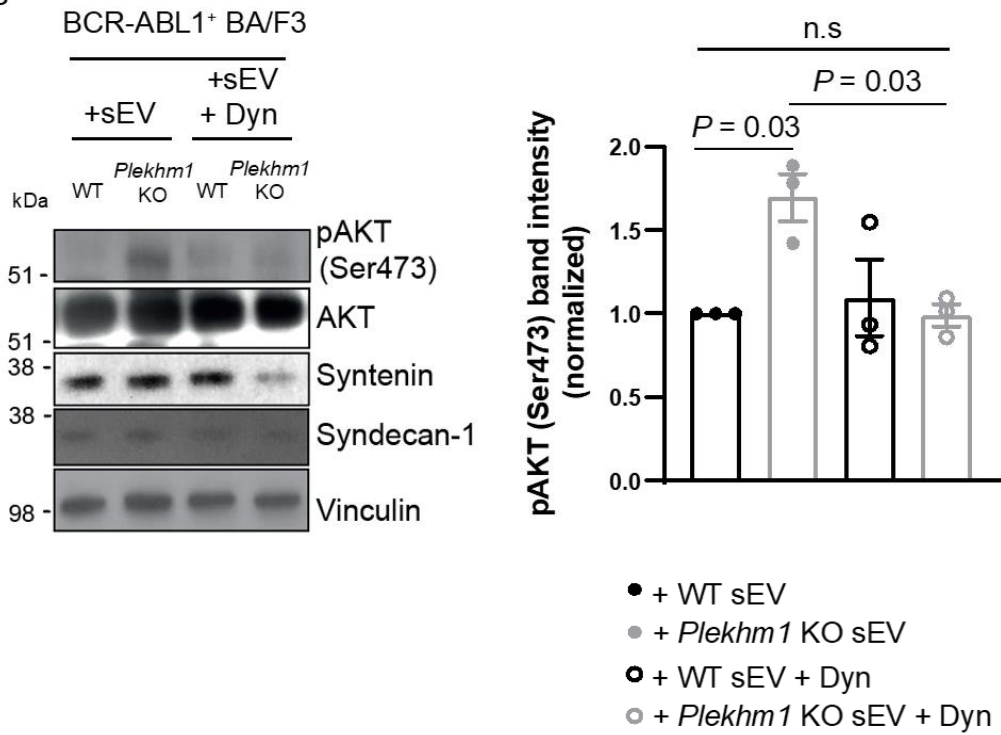 BCR-ABL1⁺ BA/F3
+sEV
+sEV
+ Dyn
WT
Plekhm1
KO
WT
Plekhm1
KO
kDa
pAKT
(Ser473)
51 -
AKT
51 -
38 -
Syntenin
38 -
Syndecan-1
98 -
Vinculin
n.s
P = 0.03
P = 0.03
pAKT (Ser473) band intensity
(normalized)
2.0
1.5
1.0
0.5
0.0
+ WT sEV
+ Plekhm1 KO sEV
+ WT sEV + Dyn
+ Plekhm1 KO sEV + Dyn